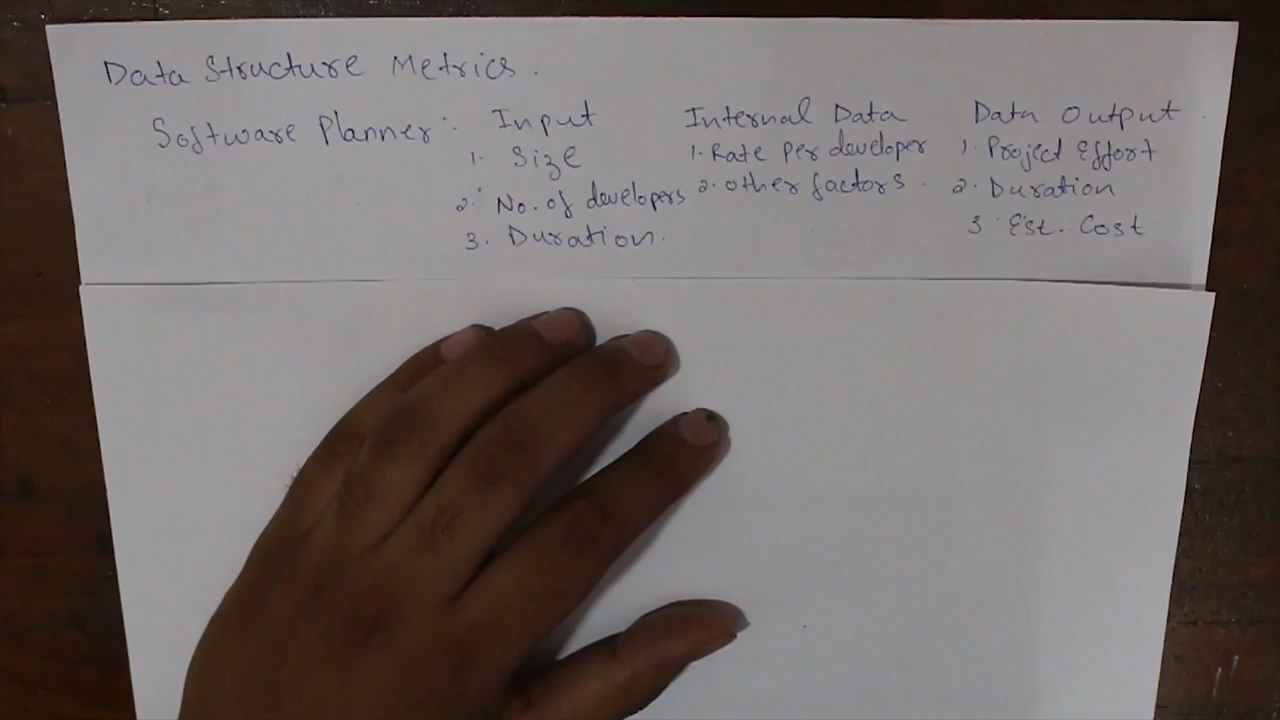 Data Structure Metrics.
Software Planner:- Input Internal Data Data Output.
1. Size 1. Rate per developer 1. Project Effort
2. No. of developers 2. other factors. 2. Duration
3. Duration. 3. Est. Cost